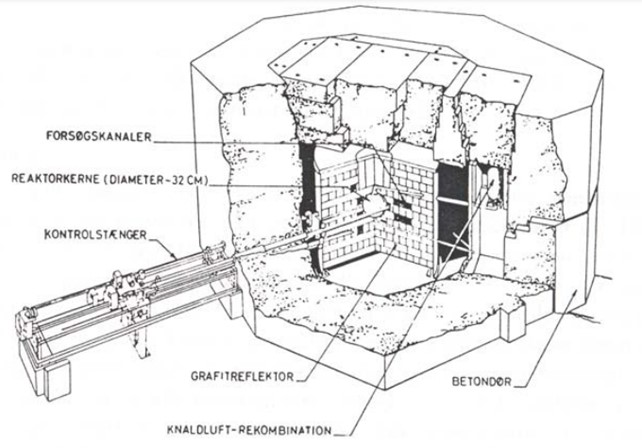 FORSØGSKANALER
REAKTORKERNE (DIAMETER-32 CM)
KONTROLSTÆNGER
GRAFITREFLEKTOR
BETONDØR
KNALDLUFT-REKOMBINATION